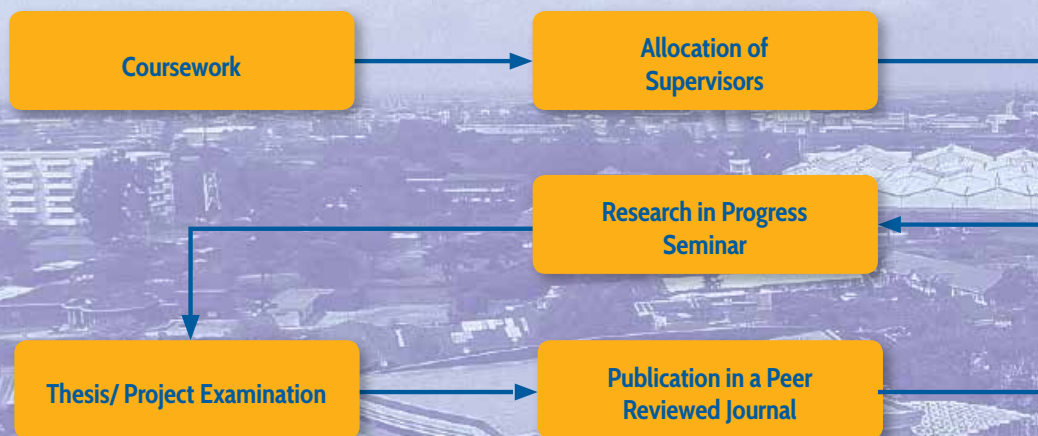 Coursework
Allocation of
Supervisors
Research in Progress
Seminar
Thesis/ Project Examination
Publication in a Peer
Reviewed Journal